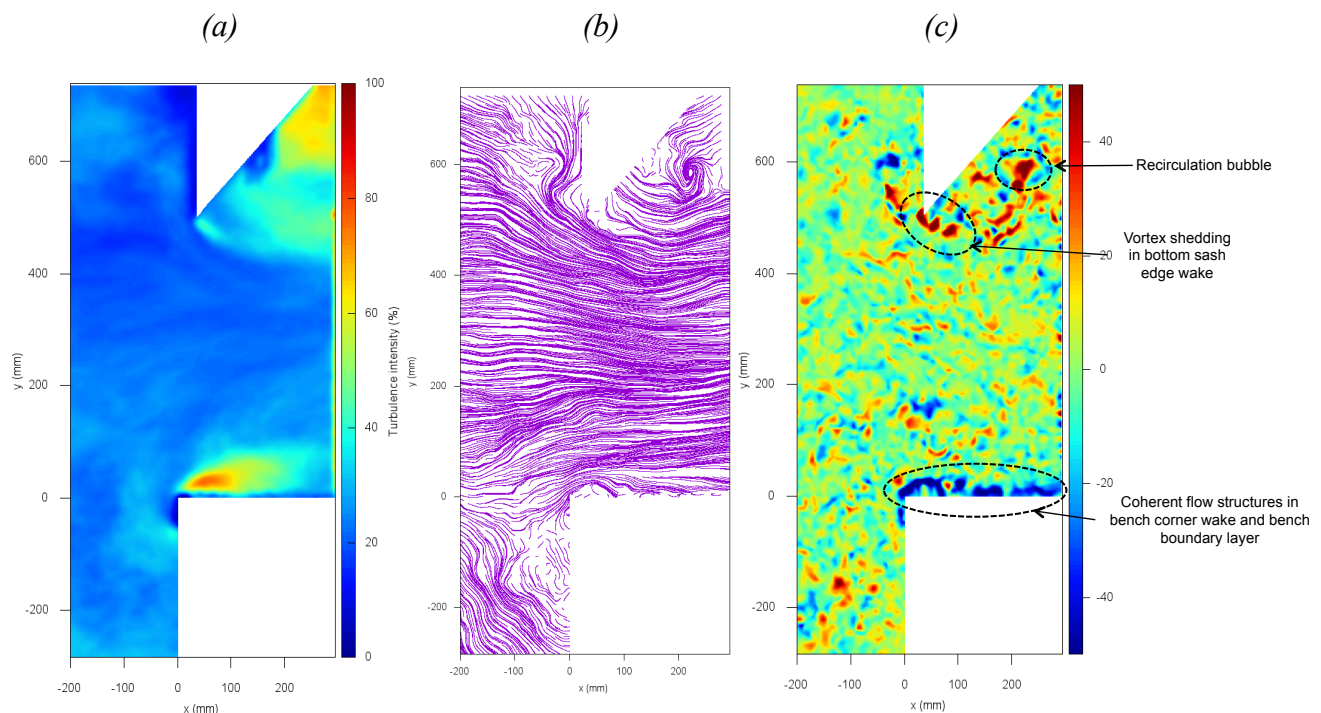 (a)
(b)
(c)
100
80
60
40
20
0
Turbulence intensity (%)
600
400
200
0
-200
y (mm)
-200
-100
0
100
200
x (mm)
600
400
200
0
-200
y (mm)
-200
-100
0
100
200
x (mm)
600
400
200
0
-200
y (mm)
-200
-100
0
100
200
x (mm)
40
20
0
-20
-40
Recirculation bubble
Vortex shedding
in bottom sash
edge wake
Coherent flow structures in
bench corner wake and bench
boundary layer